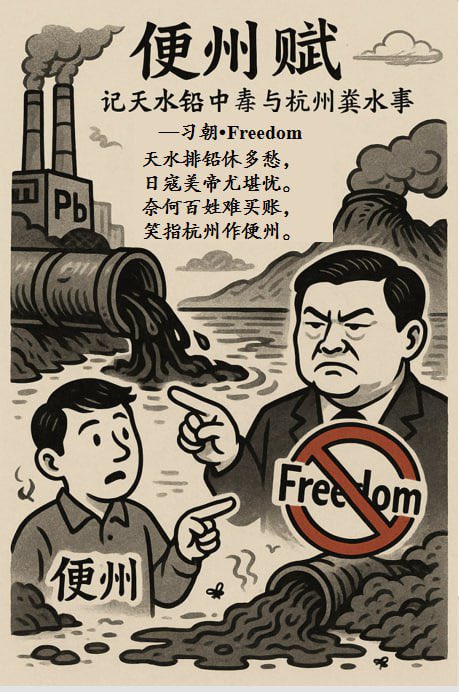 便州赋
记天水铅中毒与杭州粪水事
—习朝•Freedom
天水排铅休多愁，
日寇美帝尤堪忧。
奈何百姓难买账，
笑指杭州作便州。
Pb
Freedom
便州